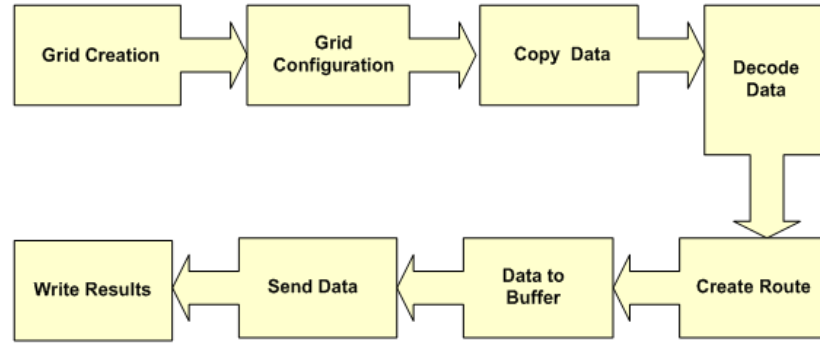 Grid Creation
Grid
Configuration
Copy Data
Decode
Data
Create Route
Data to
Buffer
Send Data
Write Results